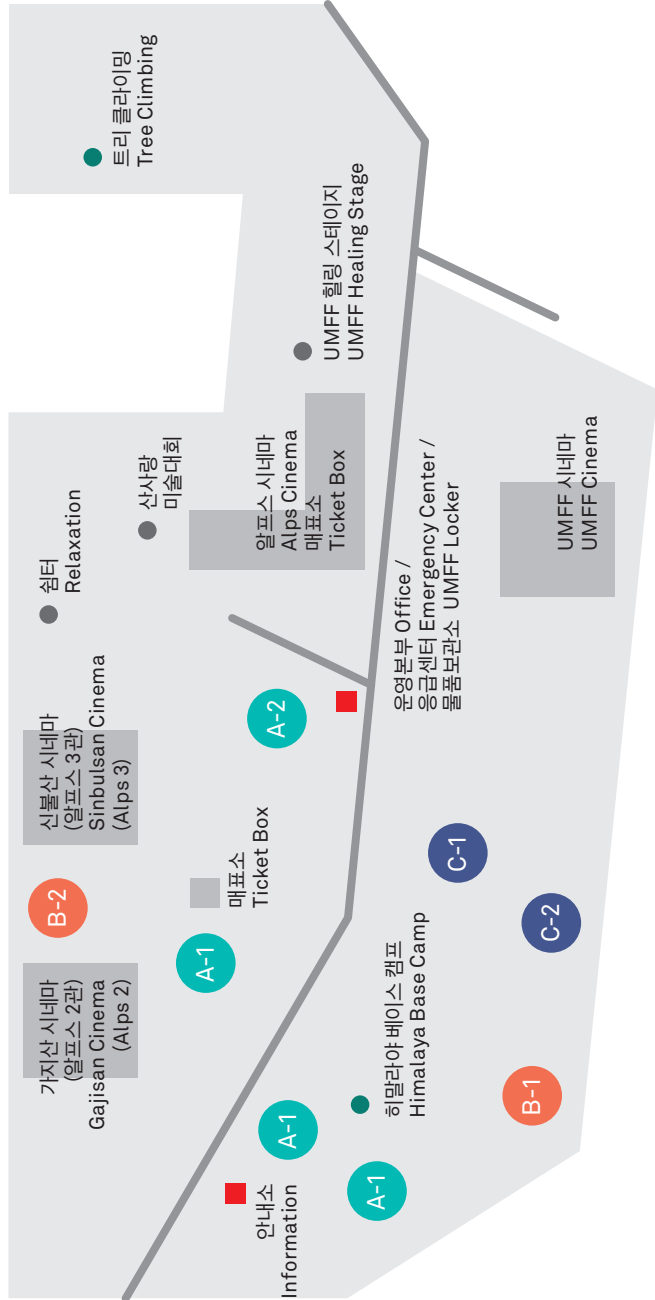 가지산 시네마
(알프스 2관)
Gajisan Cinema
(Alps 2)
B-2
신불산 시네마
(알프스 3관)
Sinbulsan Cinema
(Alps 3)
쉼터
Relaxation
트리 클라이밍
Tree Climbing
산사랑
미술대회
A-1
매표소
Ticket Box
A-2
알프스 시네마
Alps Cinema
매표소
Ticket Box
UMFF 힐링 스테이지
UMFF Healing Stage
안내소
Information
A-1
A-1
히말라야 베이스 캠프
Himalaya Base Camp
운영본부 Office /
응급센터 Emergency Center /
물품보관소 UMFF Locker
C-1
B-1
C-2
UMFF 시네마
UMFF Cinema